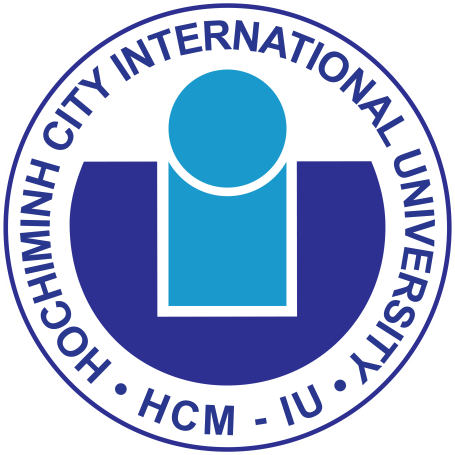 HOCHIMINH CITY INTERNATIONAL UNIVERSITY
• HCM - IU •